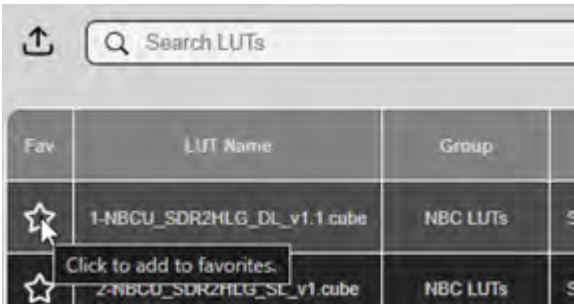 Search LUTs
Fav LUT Name Group
1-NBCU_SDR2HLG_DL_v1.1.cube NBC LUTs
Click to add to favorites.
2-NBCU_SDR2HLG_SL_v1.cube NBC LUTs